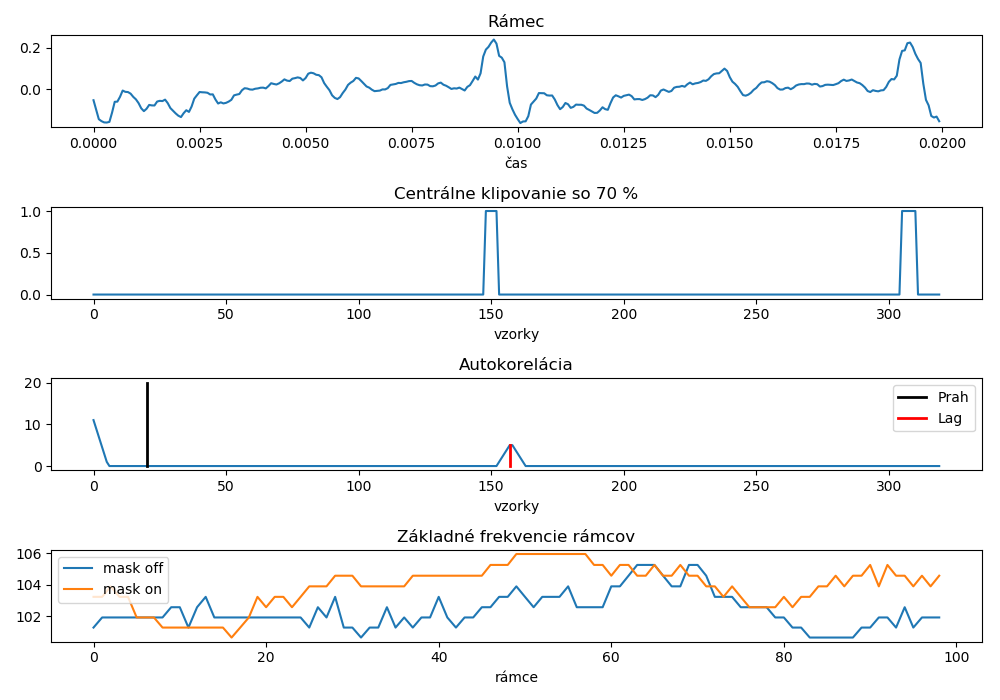 Rámec
0.2
0.0
0.0000 0.0025 0.0050 0.0075 0.0100 0.0125 0.0150 0.0175 0.0200
čas
Centrálne klipovanie so 70 %
1.0
0.5
0.0
0 50 100 150 200 250 300
vzorky
Autokorelácia
20
10
0
Prah
Lag
0 50 100 150 200 250 300
vzorky
Základné frekvencie rámcov
106
104
102
mask off
mask on
0 20 40 60 80 100
rámce